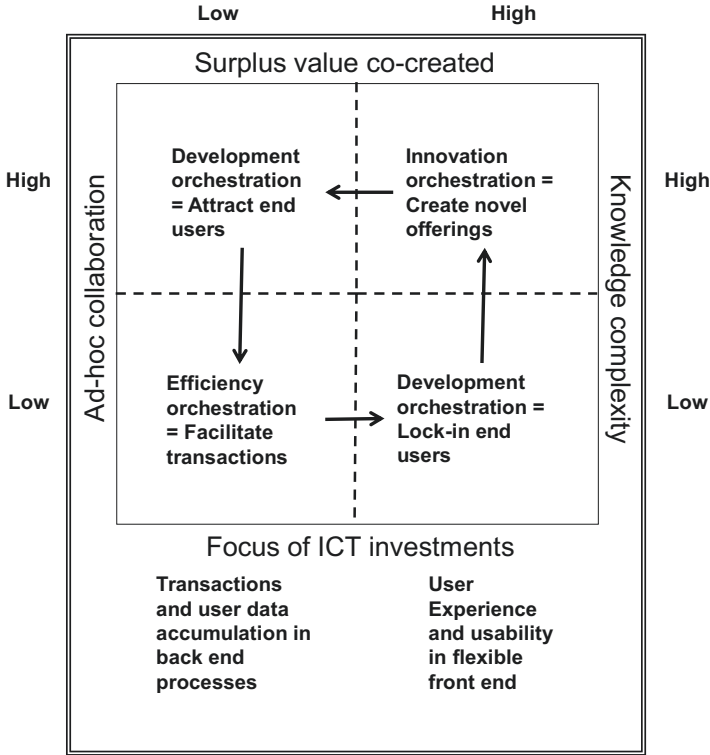 Low
High
Surplus value co-created
High
Ad-hoc collaboration
Development
orchestration
= Attract end
users
Innovation
orchestration =
Create novel
offerings
Knowledge complexity
High
Low
Efficiency
orchestration
= Facilitate
transactions
Development
orchestration =
Lock-in end
users
Low
Focus of ICT investments
Transactions
and user data
accumulation in
back end
processes
User
Experience
and usability
in flexible
front end